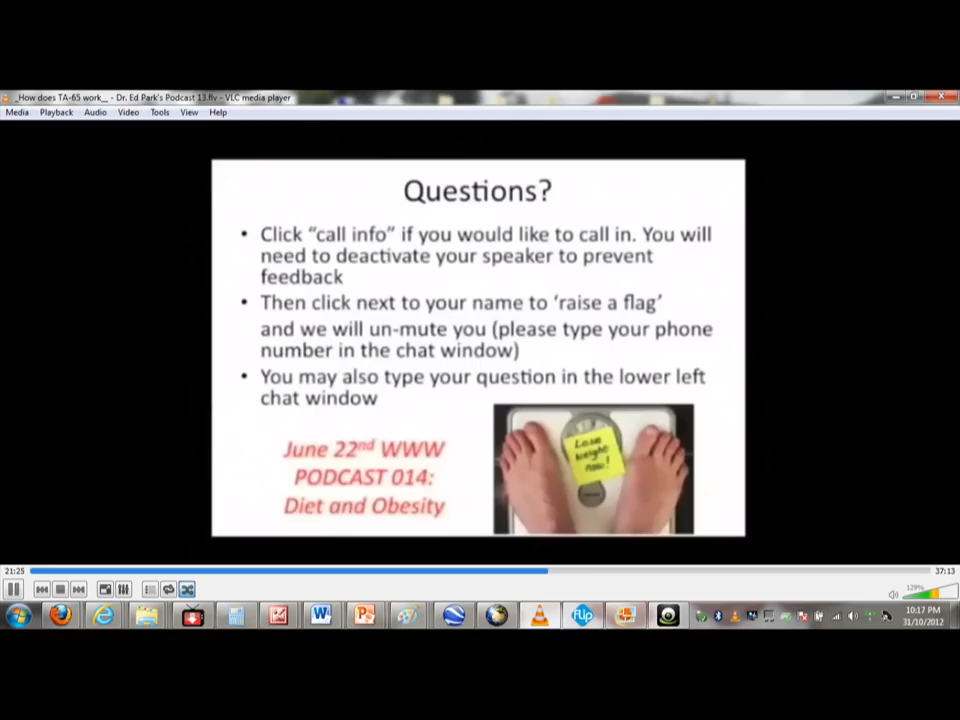 _How does TA-65 work__ - Dr. Ed Park's Podcast 13.flv - VLC media player
Media Playback Audio Video Tools View Help
Questions?
• Click “call info” if you would like to call in. You will
need to deactivate your speaker to prevent
feedback
• Then click next to your name to ‘raise a flag’
and we will un-mute you (please type your phone
number in the chat window)
• You may also type your question in the lower left
chat window
June 22nd WWW
PODCAST 014:
Diet and Obesity
Lose
weight
now!
21:25
37:13
129%
flip
10:17 PM
31/10/2012